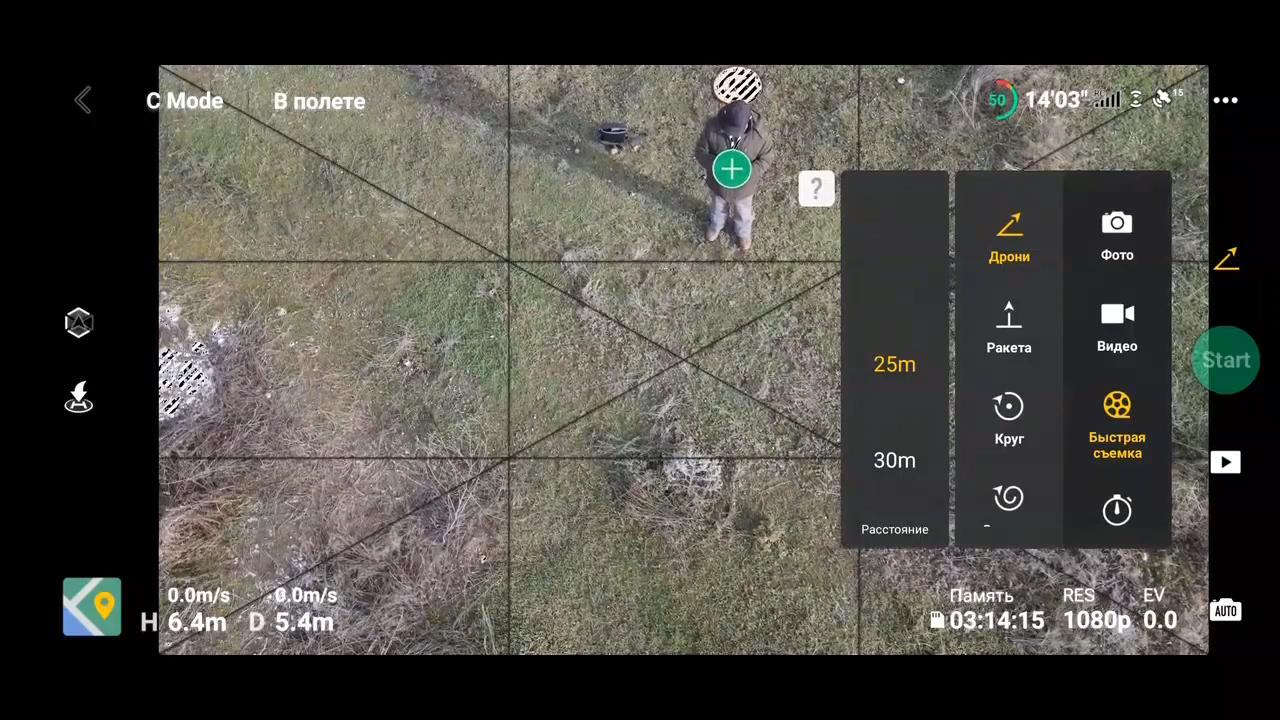 C Mode
В полете
50
14'03"
RC
15
?
Дрони
Фото
Ракета
Видео
25m
Start
Круг
Быстрая
съемка
30m
Расстояние
0.0m/s
0.0m/s
H 6.4m D 5.4m
Память
RES
EV
03:14:15
1080p
0.0
AUTO